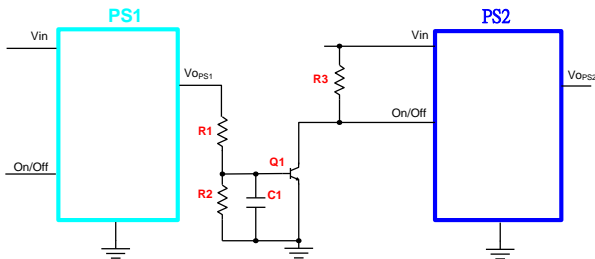 PS1
PS2
Vin
Vin
VoPS1
R3
VoPS2
R1
On/Off
Q1
On/Off
R2
C1